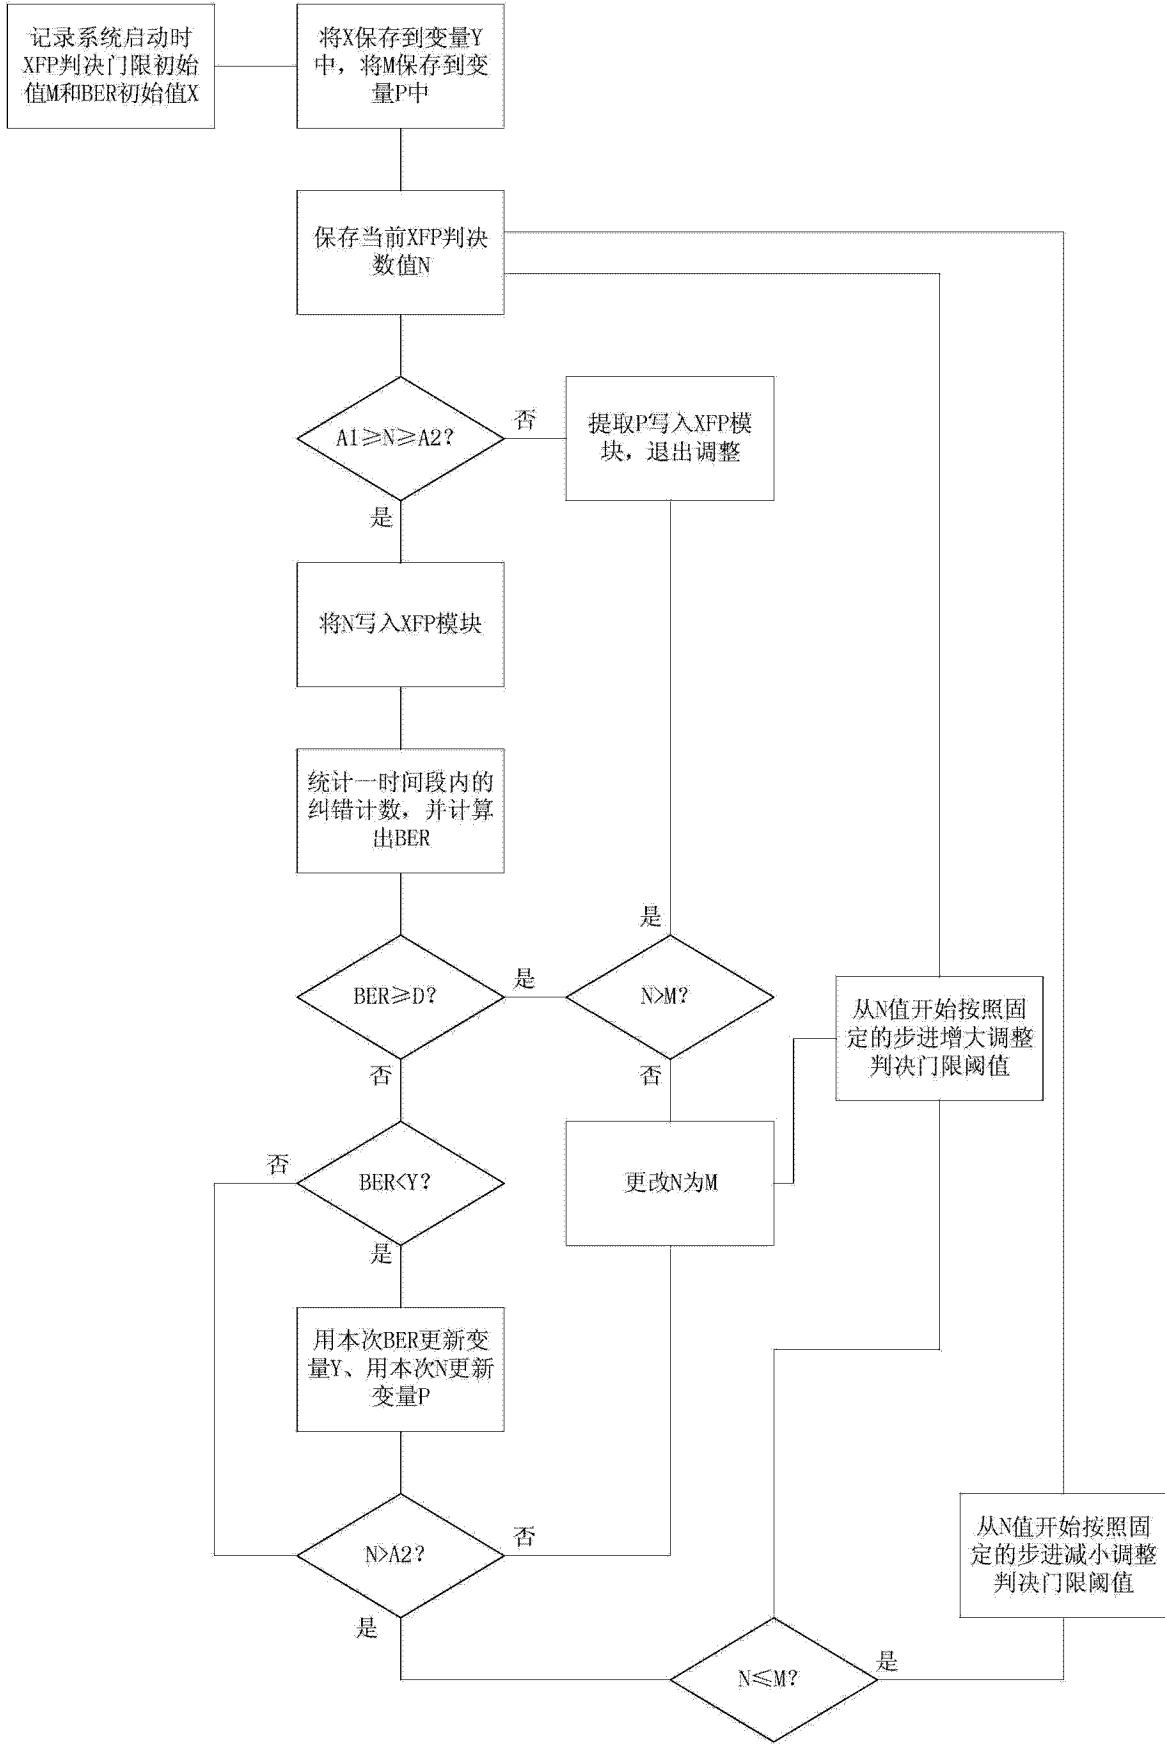 记录系统启动时
XFP判决门限初始
值M和BER初始值X
将X保存到变量Y
中，将M保存到变
量P中
保存当前XFP判决
数值N
A1≥N≥A2?
否
提取P写入XFP模
块，退出调整
是
将N写入XFP模块
统计一时间段内的
纠错计数，并计算
出BER
是
BER≥D?
是
N>M?
从N值开始按照固
定的步进增大调整
判决门限阈值
否
否
否
BER<Y?
更改N为M
是
用本次BER更新变
量Y、用本次N更新
变量P
N>A2?
否
从N值开始按照固
定的步进减小调整
判决门限阈值
是
N≤M?
是